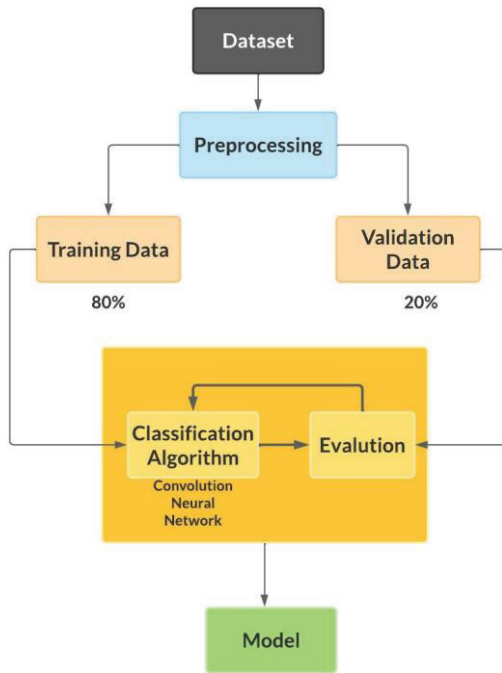 Dataset
Preprocessing
Training Data
80%
Validation
Data
20%
Classification
Algorithm
Convolution
Neural
Network
Evalution
Model